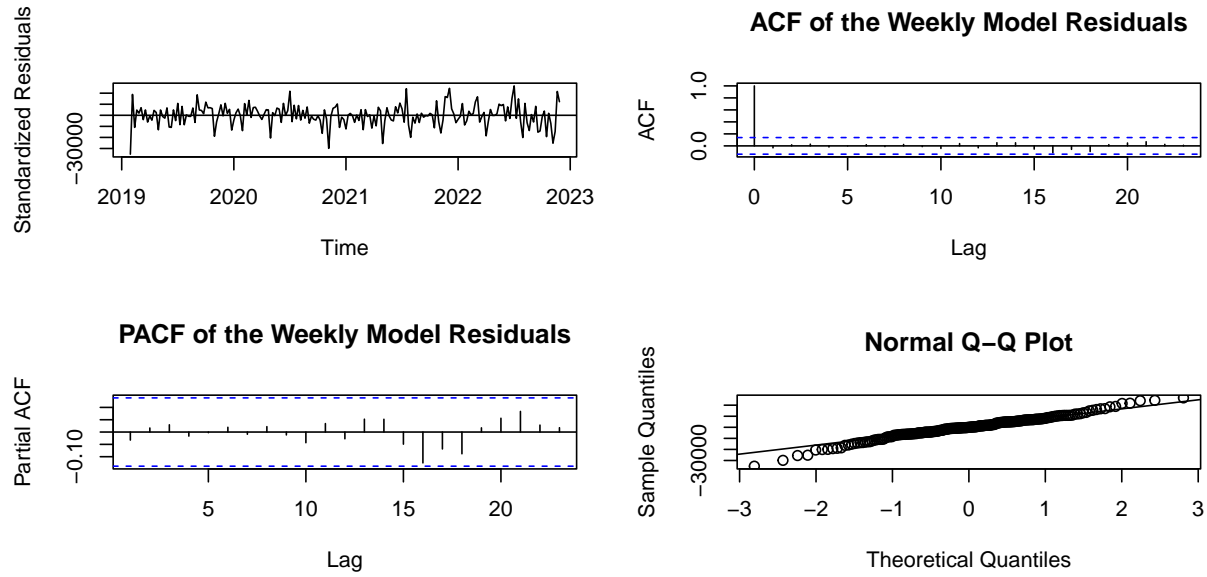 Standardized Residuals
−30000
2019 2020 2021 2022 2023
Time
ACF of the Weekly Model Residuals
ACF
0.0 1.0
0 5 10 15 20
Lag
PACF of the Weekly Model Residuals
Partial ACF
−0.10
5 10 15 20
Lag
Normal Q−Q Plot
Sample Quantiles
−30000
−3 −2 −1 0 1 2 3
Theoretical Quantiles